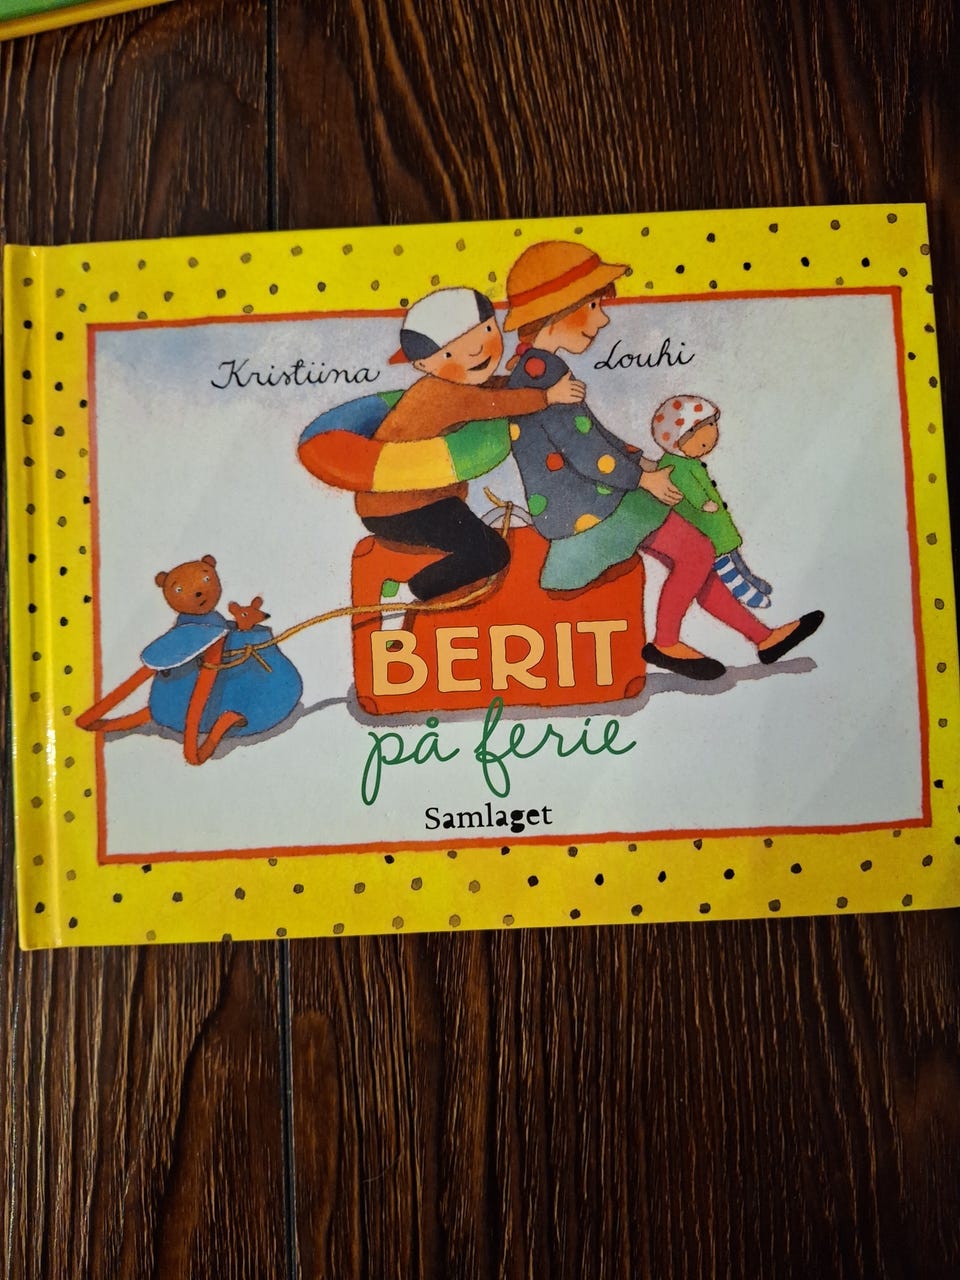 Kristiina Louhi
BERIT
på ferie
Samlaget